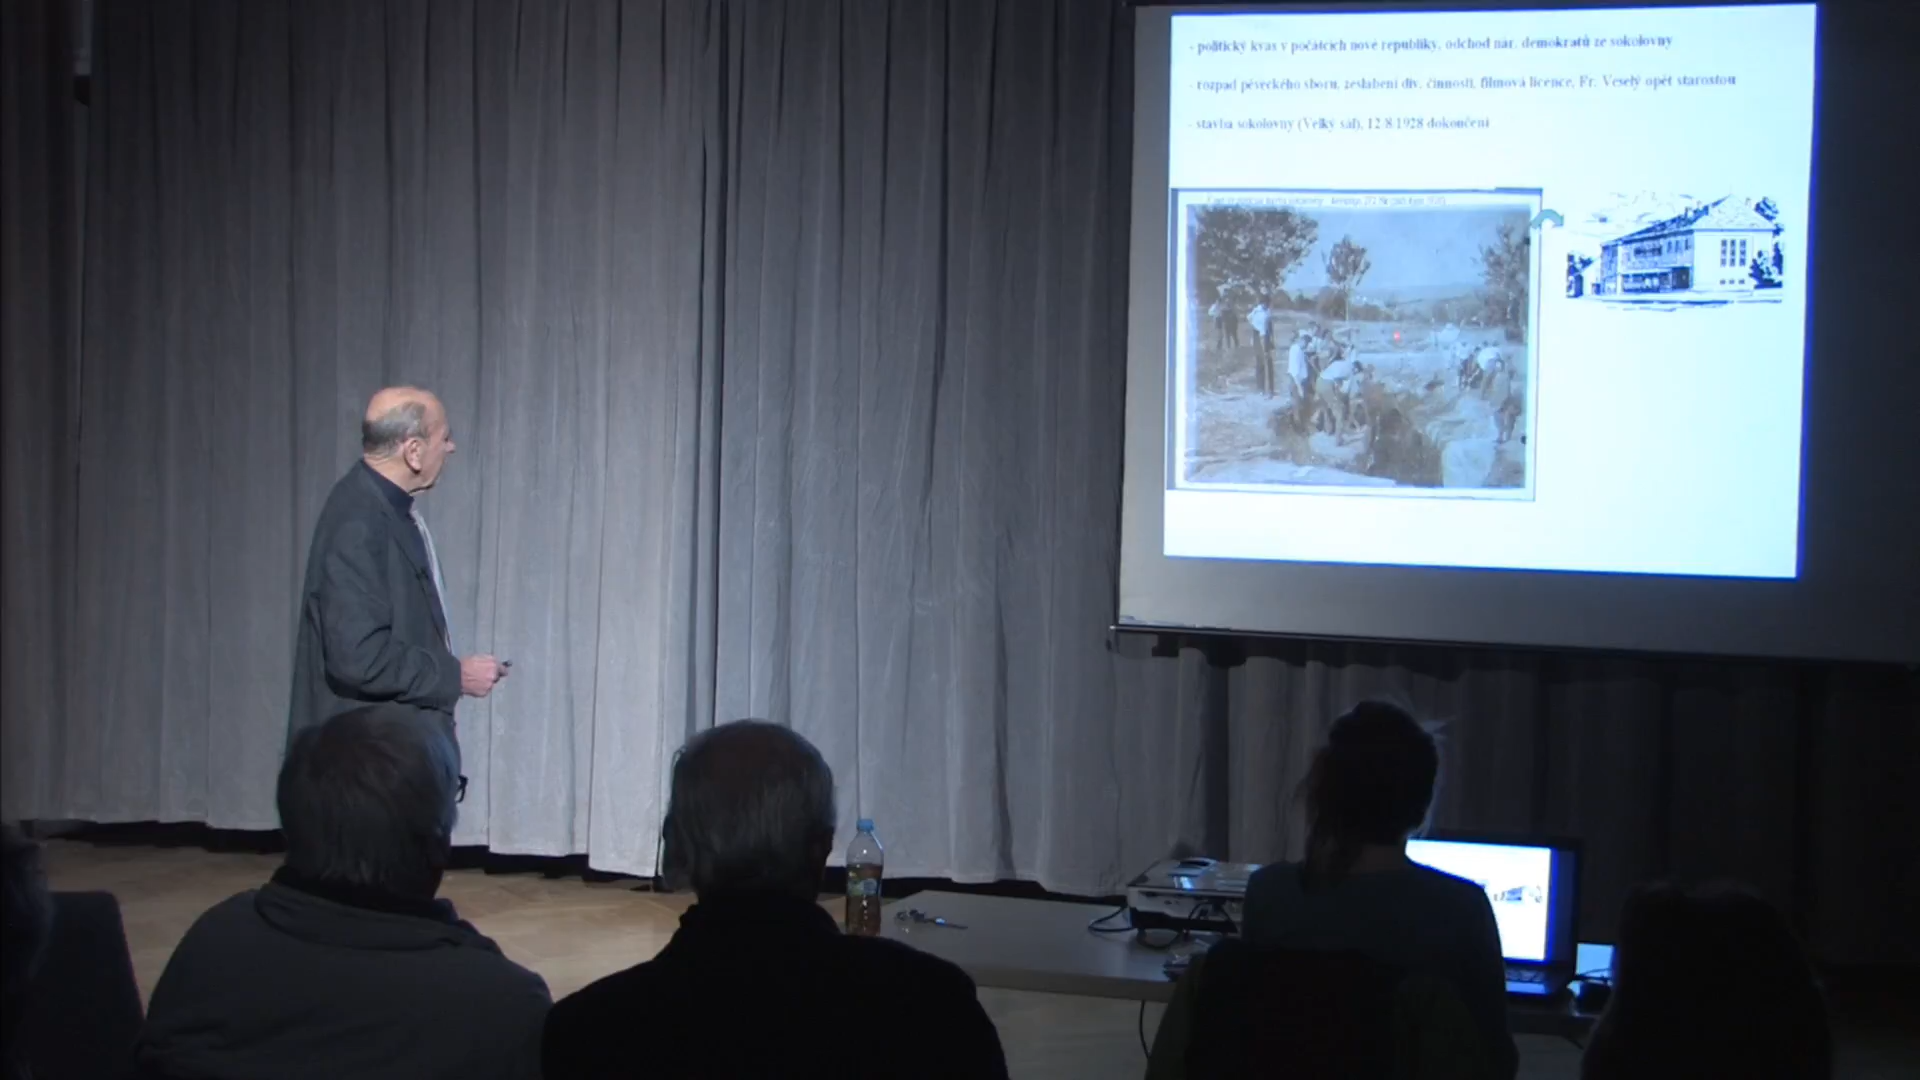 - politický kvas v počátcích nové republiky, odchod nár. demokratů ze sokolovny
- rozpad pěveckého sboru, zeslabení div. činnosti, filmová licence, Fr. Veselý opět starostou
- stavba sokolovny (Velký sál), 12.8.1928 dokončení